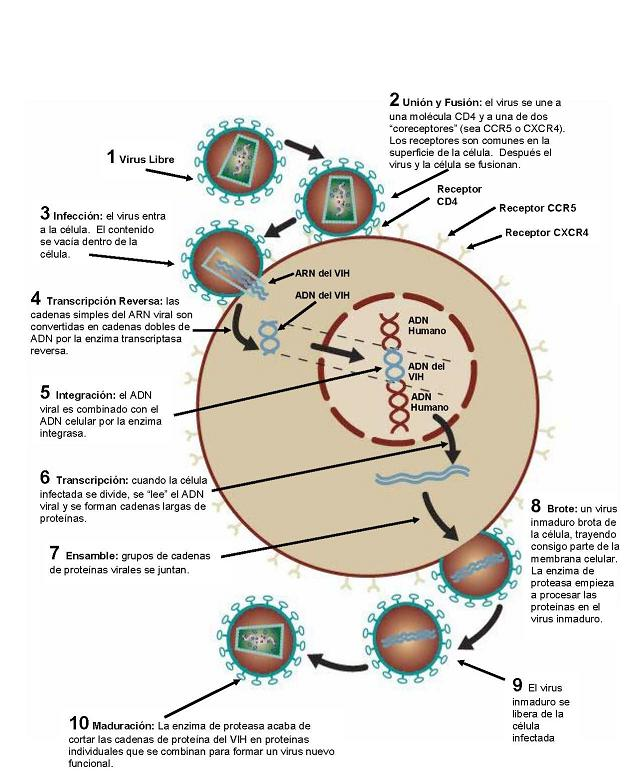 1 Virus Libre
2 Unión y Fusión: el virus se une a
una molécula CD4 y a una de dos
“coreceptores” (sea CCR5 o CXCR4).
Los receptores son comunes en la
superficie de la célula. Después el
virus y la célula se fusionan.
Receptor
CD4
Receptor CCR5
Receptor CXCR4
3 Infección: el virus entra
a la célula. El contenido
se vacía dentro de la
célula.
ARN del VIH
ADN del VIH
4 Transcripción Reversa: las
cadenas simples del ARN viral son
convertidas en cadenas dobles de
ADN por la enzima transcriptasa
reversa.
ADN
Humano
ADN del
VIH
ADN
Humano
5 Integración: el ADN
viral es combinado con el
ADN celular por la enzima
integrasa.
6 Transcripción: cuando la célula
infectada se divide, se “lee” el ADN
viral y se forman cadenas largas de
proteínas.
7 Ensamble: grupos de cadenas
de proteínas virales se juntan.
8 Brote: un virus
inmaduro brota de
la célula, trayendo
consigo parte de la
membrana celular.
La enzima de
proteasa empieza
a procesar las
proteinas en el
virus inmaduro.
9 El virus
inmaduro se
libera de la
célula
infectada
10 Maduración: La enzima de proteasa acaba de
cortar las cadenas de proteína del VIH en proteínas
individuales que se combinan para formar un virus nuevo
funcional.